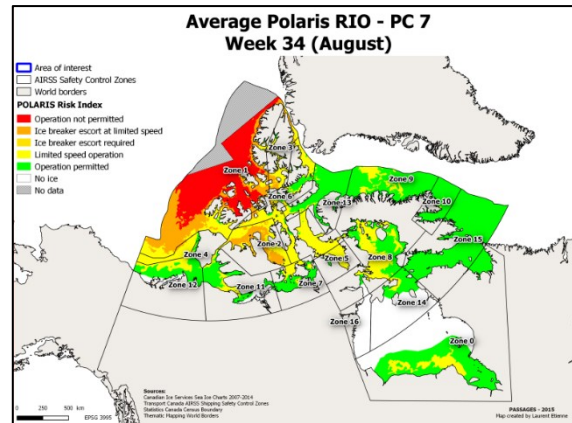 Average Polaris RIO - PC 7
Week 34 (August)
Area of interest
AIRSS Safety Control Zones
World borders
POLARIS Risk Index
Operation not permitted
Ice breaker escort at limited speed
Ice breaker escort required
Limited speed operation
Operation permitted
No ice
No data
Zone 3
Zone 1
Zone 9
Zone 6
Zone 13
Zone 10
Zone 2
Zone 15
Zone 4
Zone 5
Zone 8
Zone 12
Zone 11
Zone 7
Zone 14
Zone 16
Zone 0
Sources:
Canadian Ice Services Sea Ice Charts 2007-2014
Transport Canada AIRSS Shipping Safety Control Zones
Statistics Canada Census Boundary
Thematic Mapping World Borders
0 250 500 km
EPSG 3995
PASSAGES - 2015
Map created by Laurent Etienne